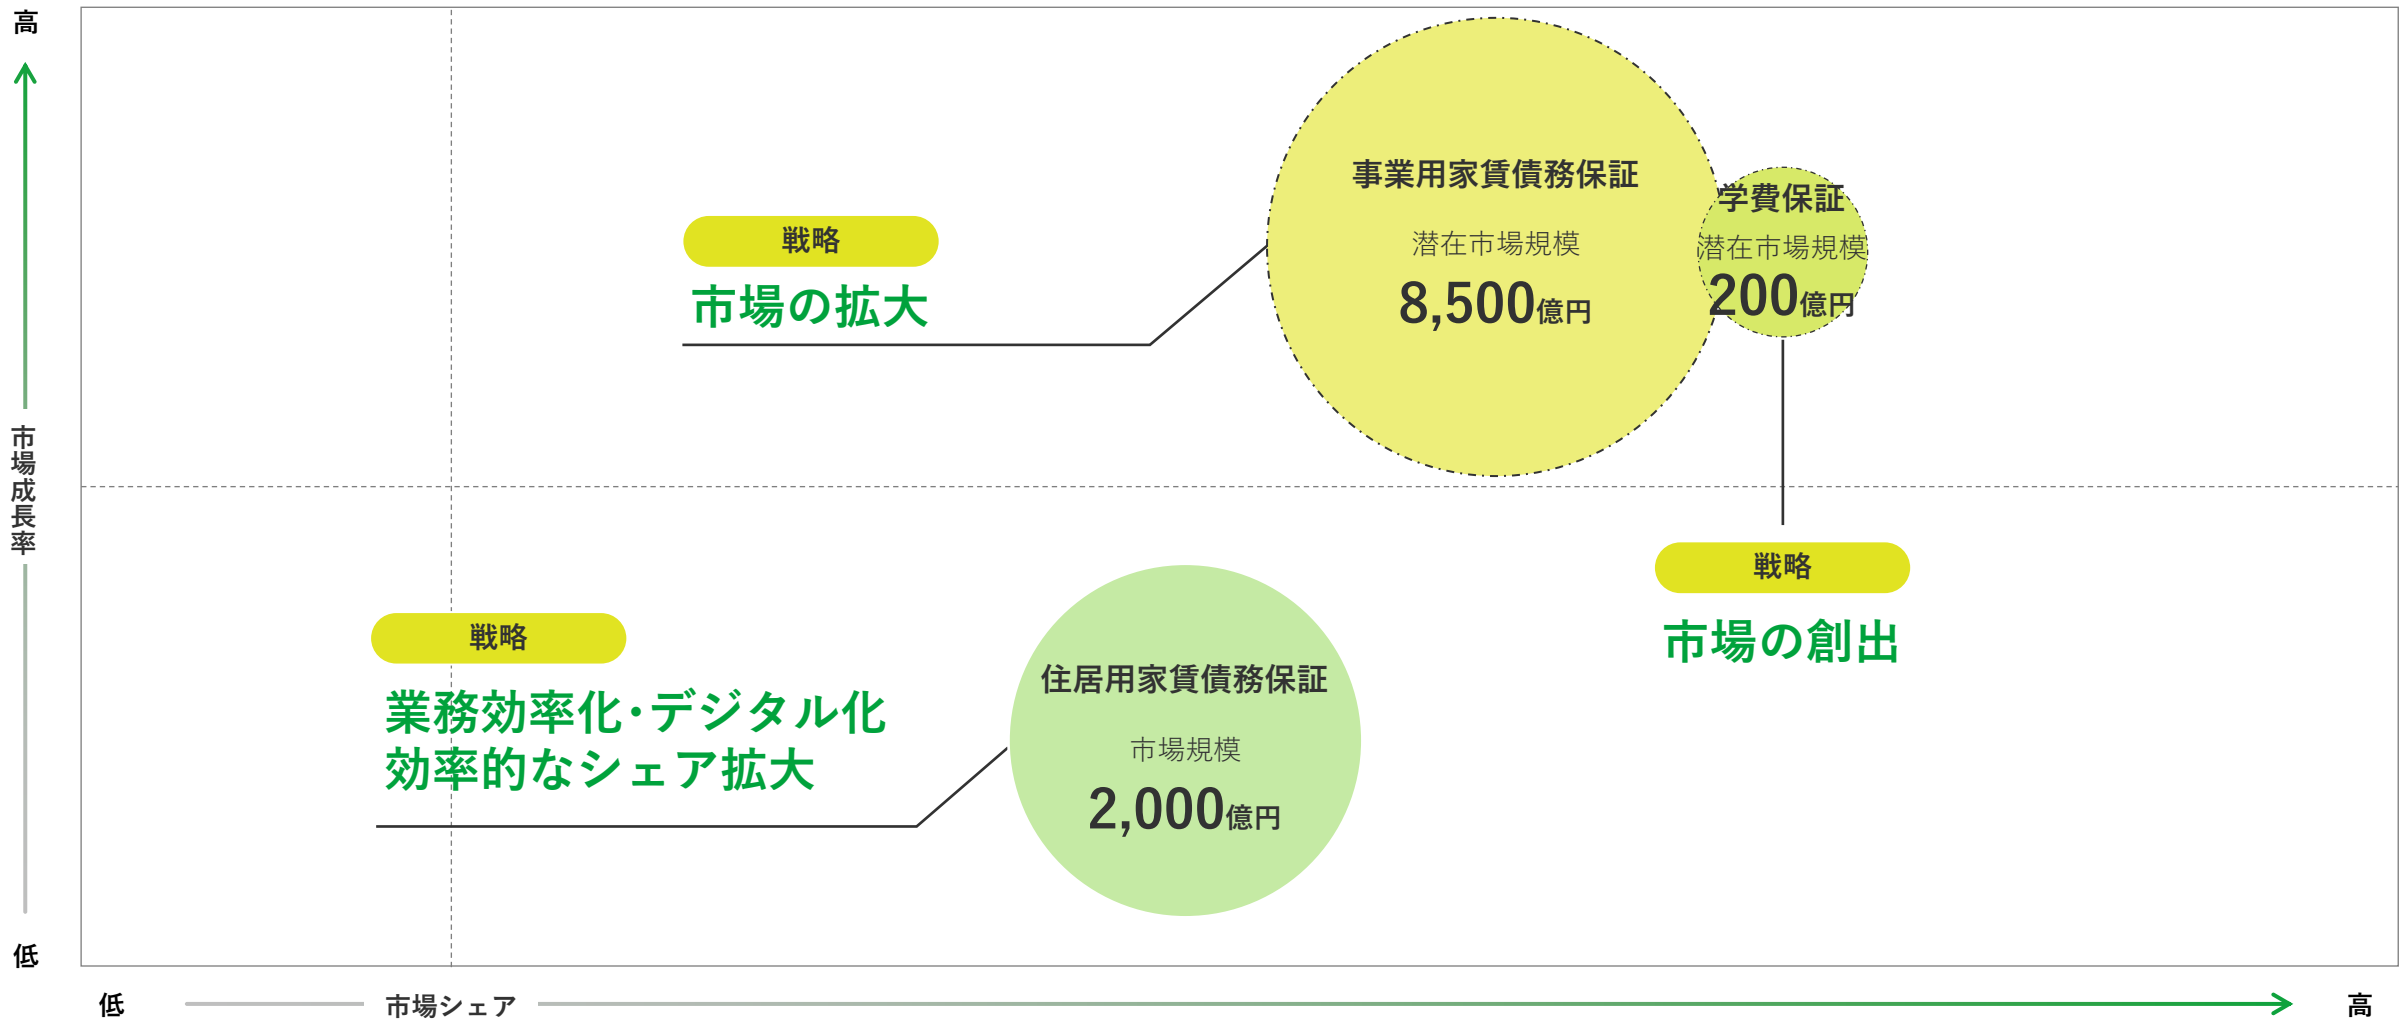 高
市場成長率
低
戦略
市場の拡大
事業用家賃債務保証
潜在市場規模
8,500億円
学費保証
潜在市場規模
200億円
戦略
市場の創出
戦略
業務効率化・デジタル化
効率的なシェア拡大
住居用家賃債務保証
市場規模
2,000億円
低
市場シェア
高